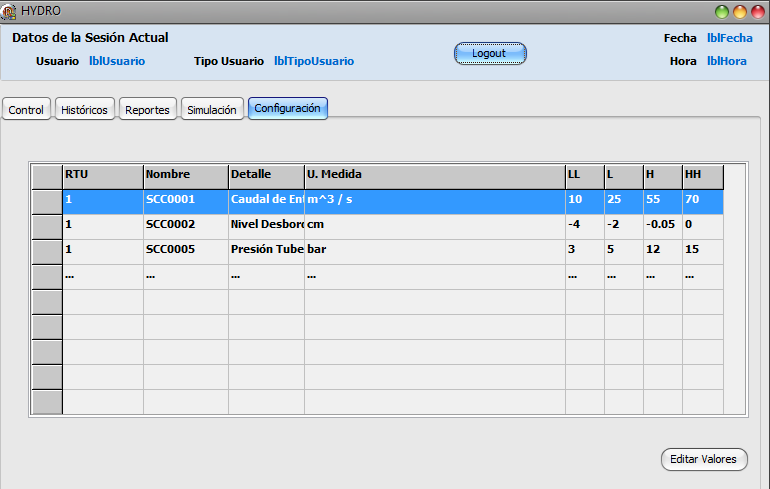 HYDRO
Datos de la Sesión Actual
Fecha lblFecha
Usuario lblUsuario Tipo Usuario lblTipoUsuario Logout Hora lblHora
Control Históricos Reportes Simulación Configuración
RTU Nombre Detalle U. Medida LL L H HH
1 SCC0001 Caudal de Ent m^3 / s 10 25 55 70
1 SCC0002 Nivel Desbord cm -4 -2 -0.05 0
1 SCC0005 Presión Tube bar 3 5 12 15
... ... ... ... ... ... ...
Editar Valores